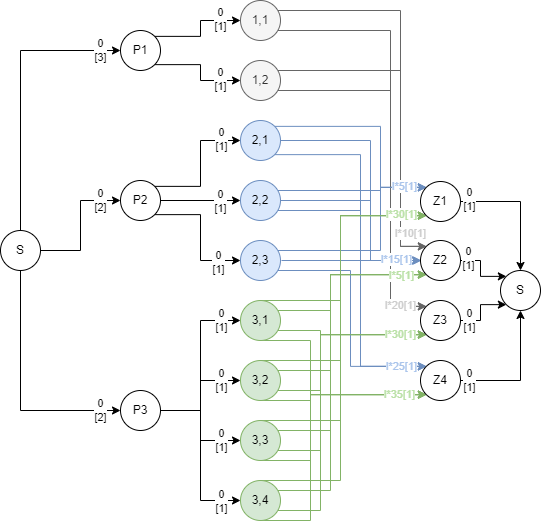 0
[1]
1,1
0
[3]
P1
0
[1]
1,2
0
[1]
2,1
0
[2]
P2
0
[1]
2,2
I*5[1]
Z1
0
[1]
I*30[1]
I*10[1]
S
0
[1]
2,3
I*15[1]
Z2
0
[1]
I*5[1]
S
I*20[1]
0
[1]
3,1
Z3
0
[1]
I*30[1]
0
[1]
3,2
I*25[1]
Z4
0
[1]
I*35[1]
0
[2]
P3
0
[1]
3,3
0
[1]
3,4